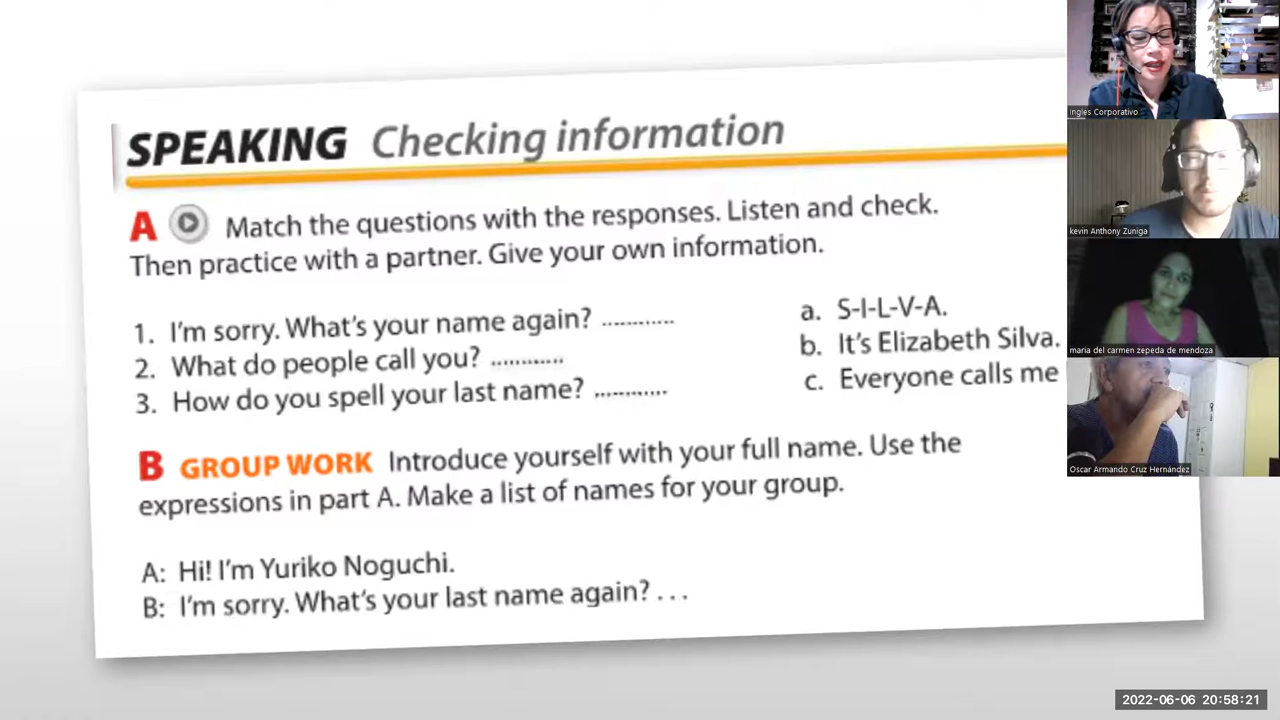 SPEAKING Checking information
A Match the questions with the responses. Listen and check.
Then practice with a partner. Give your own information.
1. I'm sorry. What's your name again? ............
2. What do people call you? ............
3. How do you spell your last name? ............
a. S-I-L-V-A.
b. It's Elizabeth Silva.
c. Everyone calls me
B GROUP WORK Introduce yourself with your full name. Use the
expressions in part A. Make a list of names for your group.
A: Hi! I'm Yuriko Noguchi.
B: I'm sorry. What's your last name again? . . .
Ingles Corporativo
kevin Anthony Zuniga
maria del carmen zepeda de mendoza
Oscar Armando Cruz Hernández
2022-06-06 20:58:21